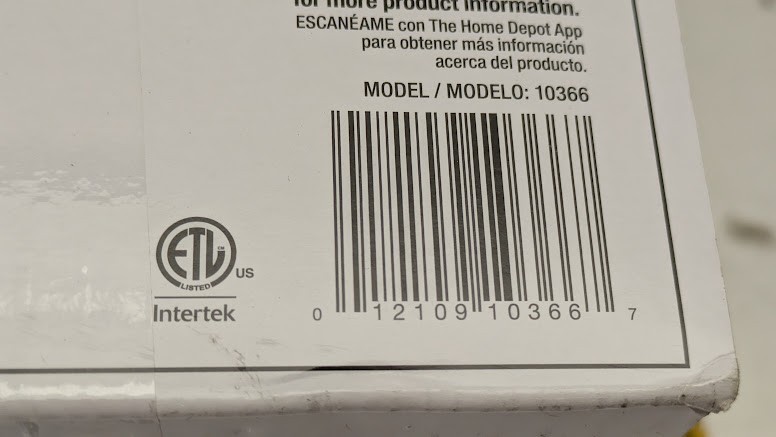 for more product information.
ESCANÉAME con The Home Depot App
para obtener más información
acerca del producto.
MODEL / MODELO: 10366
ETL CM
LISTED
US
Intertek
0 12109 10366 7